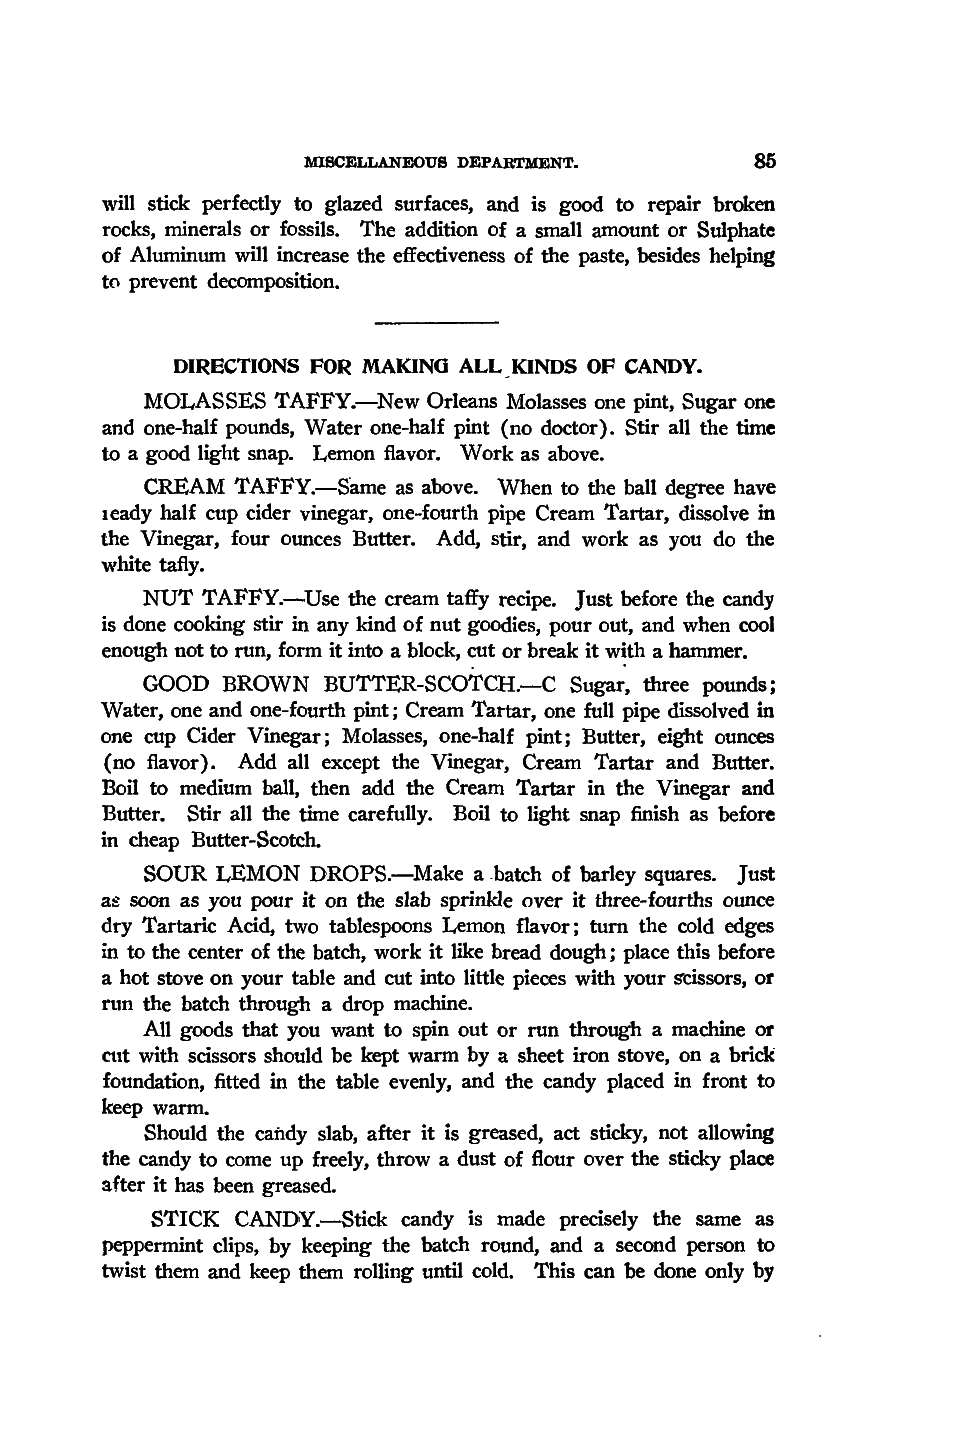 MISCELLANEOUS DEPARTMENT. 85
will stick perfectly to glazed surfaces, and is good to repair broken
rocks, minerals or fossils. The addition of a small amount or Sulphate
of Aluminum will increase the effectiveness of the paste, besides helping
to prevent decomposition.
DIRECTIONS FOR MAKING ALL KINDS OF CANDY.
MOLASSES TAFFY.—New Orleans Molasses one pint, Sugar one
and one-half pounds, Water one-half pint (no doctor). Stir all the time
to a good light snap. Lemon flavor. Work as above.
CREAM TAFFY.—Same as above. When to the ball degree have
ready half cup cider vinegar, one-fourth pipe Cream Tartar, dissolve in
the Vinegar, four ounces Butter. Add, stir, and work as you do the
white tafly.
NUT TAFFY.—Use the cream taffy recipe. Just before the candy
is done cooking stir in any kind of nut goodies, pour out, and when cool
enough not to run, form it into a block, cut or break it with a hammer.
GOOD BROWN BUTTER-SCOTCH.—C Sugar, three pounds;
Water, one and one-fourth pint; Cream Tartar, one full pipe dissolved in
one cup Cider Vinegar; Molasses, one-half pint; Butter, eight ounces
(no flavor). Add all except the Vinegar, Cream Tartar and Butter.
Boil to medium ball, then add the Cream Tartar in the Vinegar and
Butter. Stir all the time carefully. Boil to light snap finish as before
in cheap Butter-Scotch.
SOUR LEMON DROPS.—Make a batch of barley squares. Just
as soon as you pour it on the slab sprinkle over it three-fourths ounce
dry Tartaric Acid, two tablespoons Lemon flavor; turn the cold edges
in to the center of the batch, work it like bread dough; place this before
a hot stove on your table and cut into little pieces with your scissors, or
run the batch through a drop machine.
All goods that you want to spin out or run through a machine or
cut with scissors should be kept warm by a sheet iron stove, on a brick
foundation, fitted in the table evenly, and the candy placed in front to
keep warm.
Should the candy slab, after it is greased, act sticky, not allowing
the candy to come up freely, throw a dust of flour over the sticky place
after it has been greased.
STICK CANDY.—Stick candy is made precisely the same as
peppermint clips, by keeping the batch round, and a second person to
twist them and keep them rolling until cold. This can be done only by